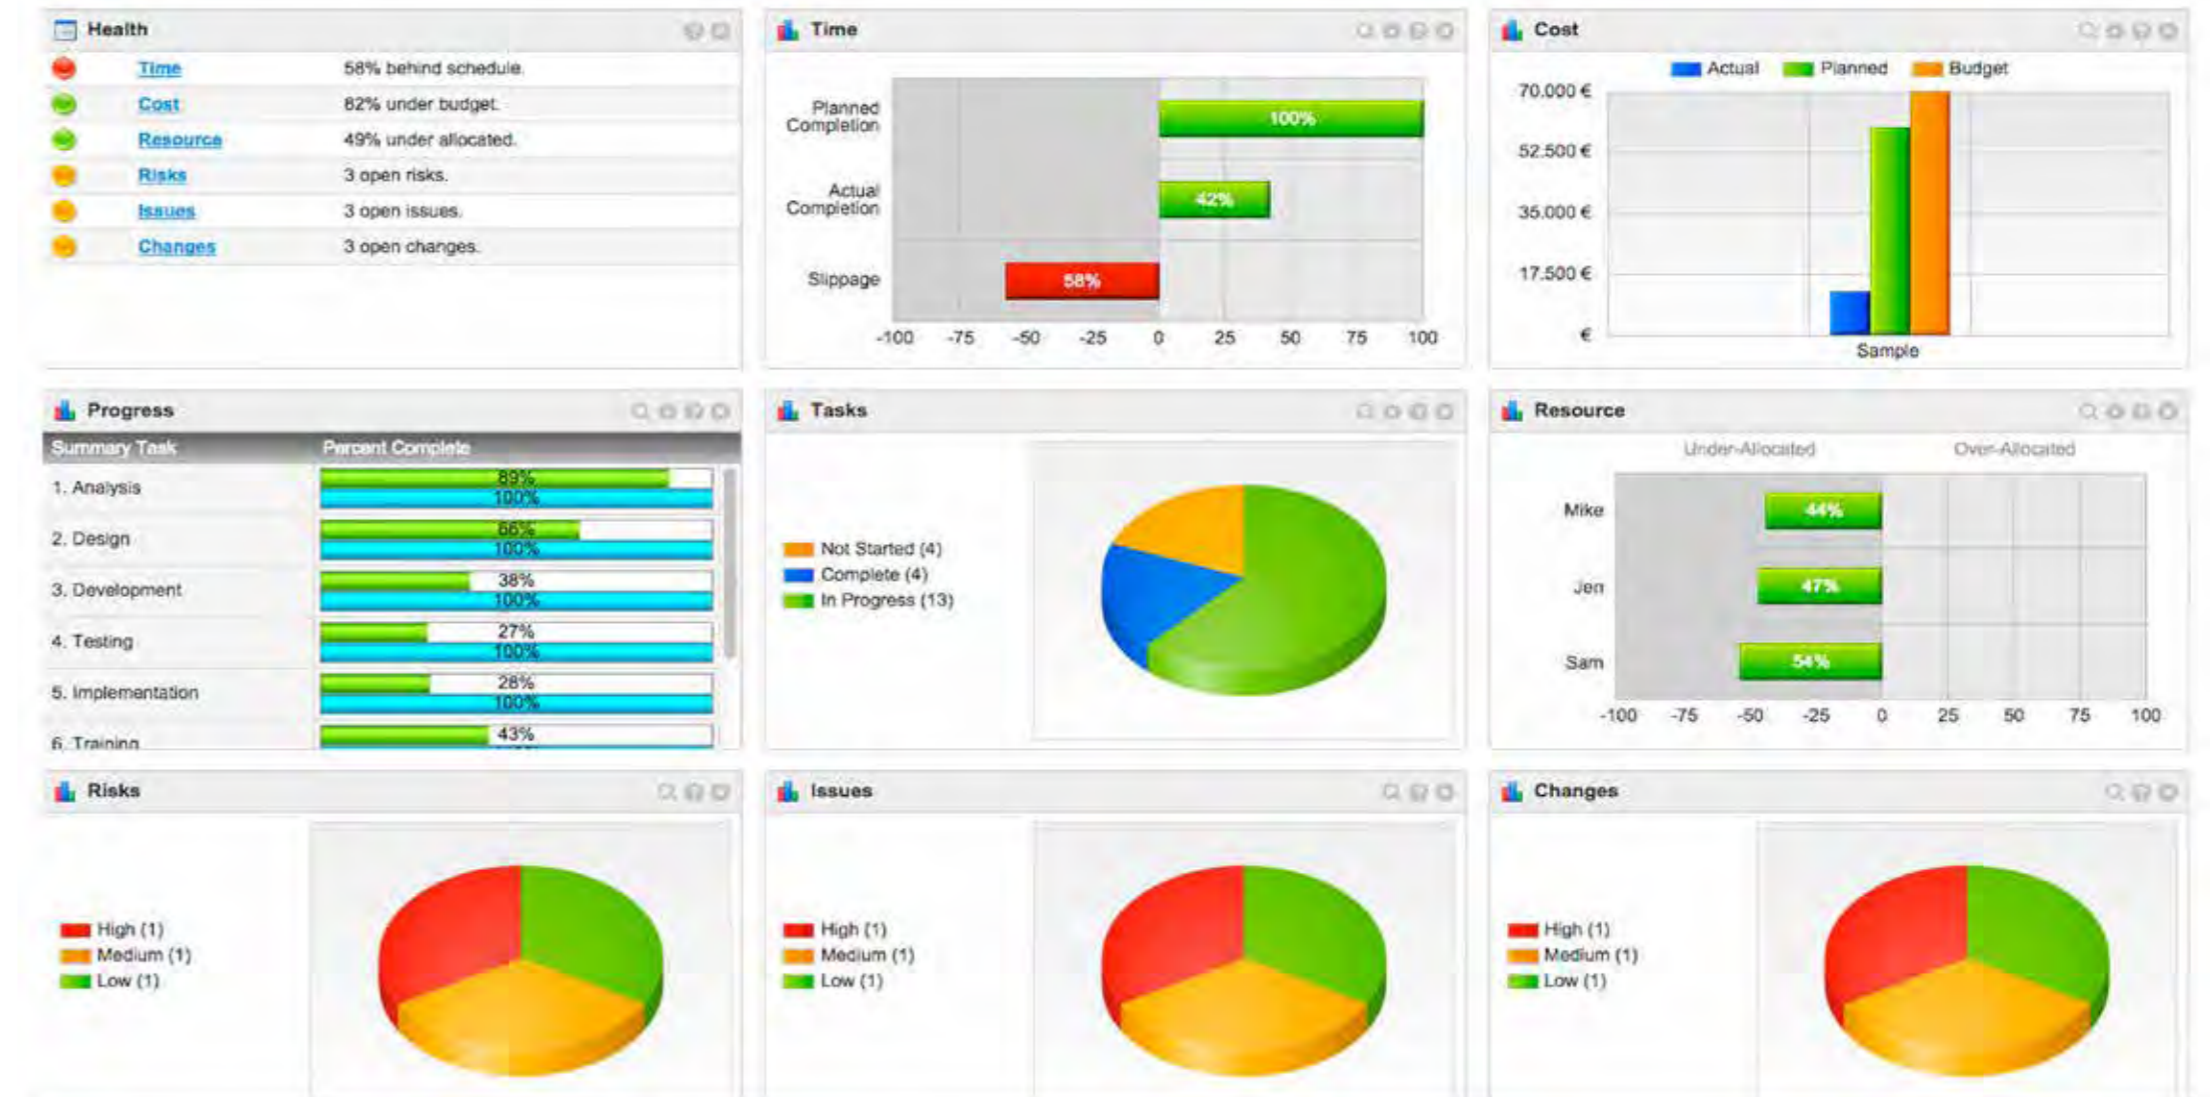 Health
Time 58% behind schedule.
Cost 82% under budget.
Resource 49% under allocated.
Risks 3 open risks.
Issues 3 open issues.
Changes 3 open changes.
Time
Planned
Completion
100%
Actual
Completion
42%
Slippage
58%
-100 -75 -50 -25 0 25 50 75 100
Cost
Actual Planned Budget
70.000 €
52.500 €
35.000 €
17.500 €
€
Sample
Progress
Summary Task Percent Complete
1. Analysis 89%
100%
2. Design 66%
100%
3. Development 38%
100%
4. Testing 27%
100%
5. Implementation 28%
100%
6. Training 43%
Tasks
Not Started (4)
Complete (4)
In Progress (13)
Resource
Under-Allocated Over-Allocated
Mike 44%
Jen 47%
Sam 54%
-100 -75 -50 -25 0 25 50 75 100
Risks
High (1)
Medium (1)
Low (1)
Issues
High (1)
Medium (1)
Low (1)
Changes
High (1)
Medium (1)
Low (1)